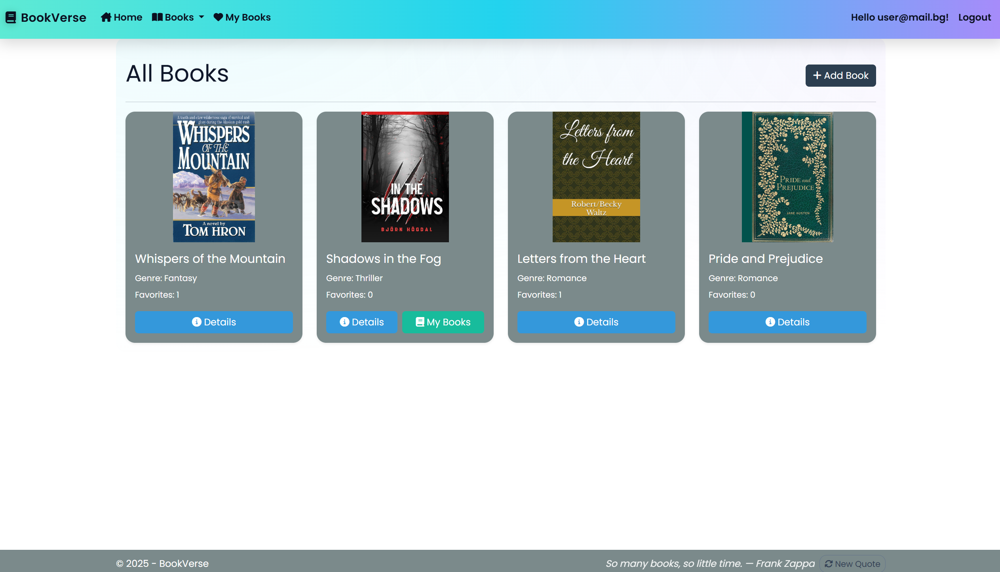 BookVerse
Home
Books
My Books
Hello user@mail.bg!
Logout
All Books
Add Book
A tooth-and-claw wilderness saga of survival and
glory during the Alaskan gold rush
WHISPERS
OF THE
MOUNTAIN
A novel by
TOM HRON
Whispers of the Mountain
Genre: Fantasy
Favorites: 1
Details
IN THE
SHADOWS
BJÖRN HÖGDAL
Shadows in the Fog
Genre: Thriller
Favorites: 0
Details
My Books
Letters from
the Heart
Robert/Becky
Waltz
Letters from the Heart
Genre: Romance
Favorites: 1
Details
PRIDE and
PREJUDICE
JANE AUSTEN
Pride and Prejudice
Genre: Romance
Favorites: 0
Details
© 2025 - BookVerse
So many books, so little time. — Frank Zappa
New Quote